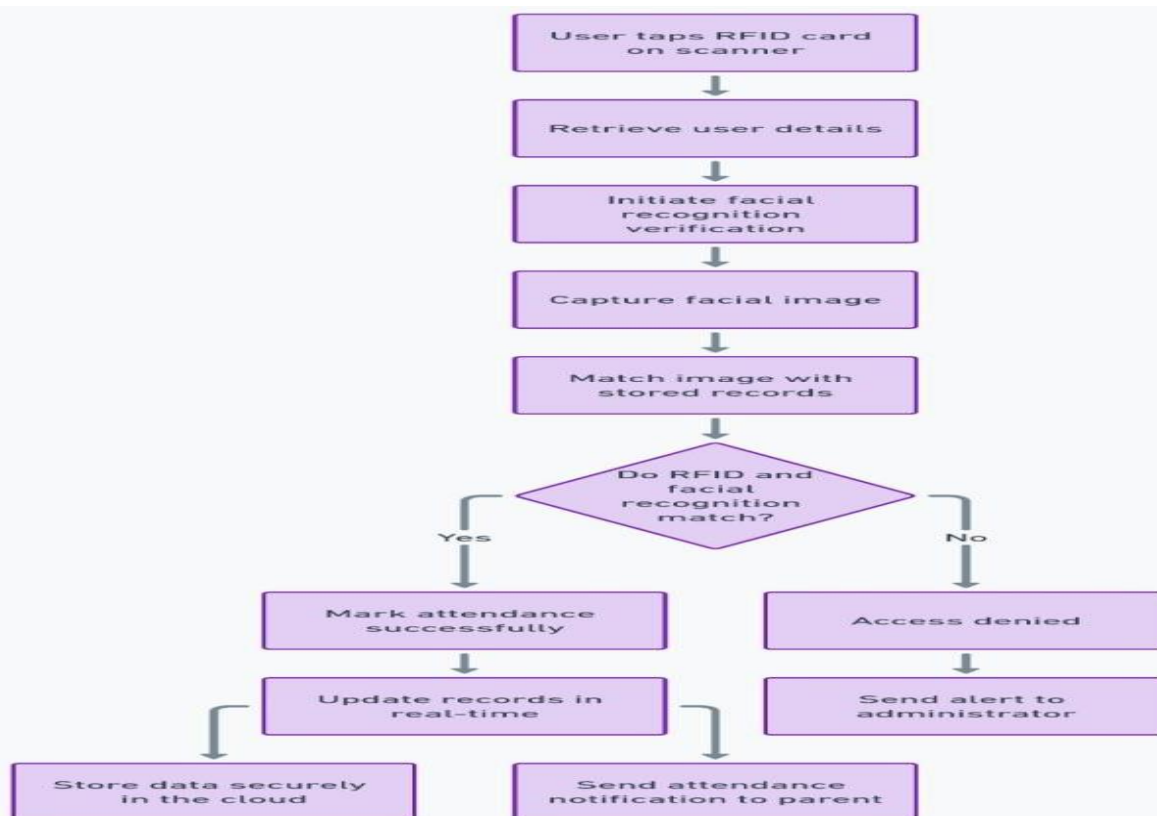 User taps RFID card
on scanner
Retrieve user details
Initiate facial
recognition
verification
Capture facial image
Match image with
stored records
Do RFID and
facial
recognition
match?
Yes
No
Mark attendance
successfully
Access denied
Update records in
real-time
Send alert to
administrator
Store data securely
in the cloud
Send attendance
notification to parent